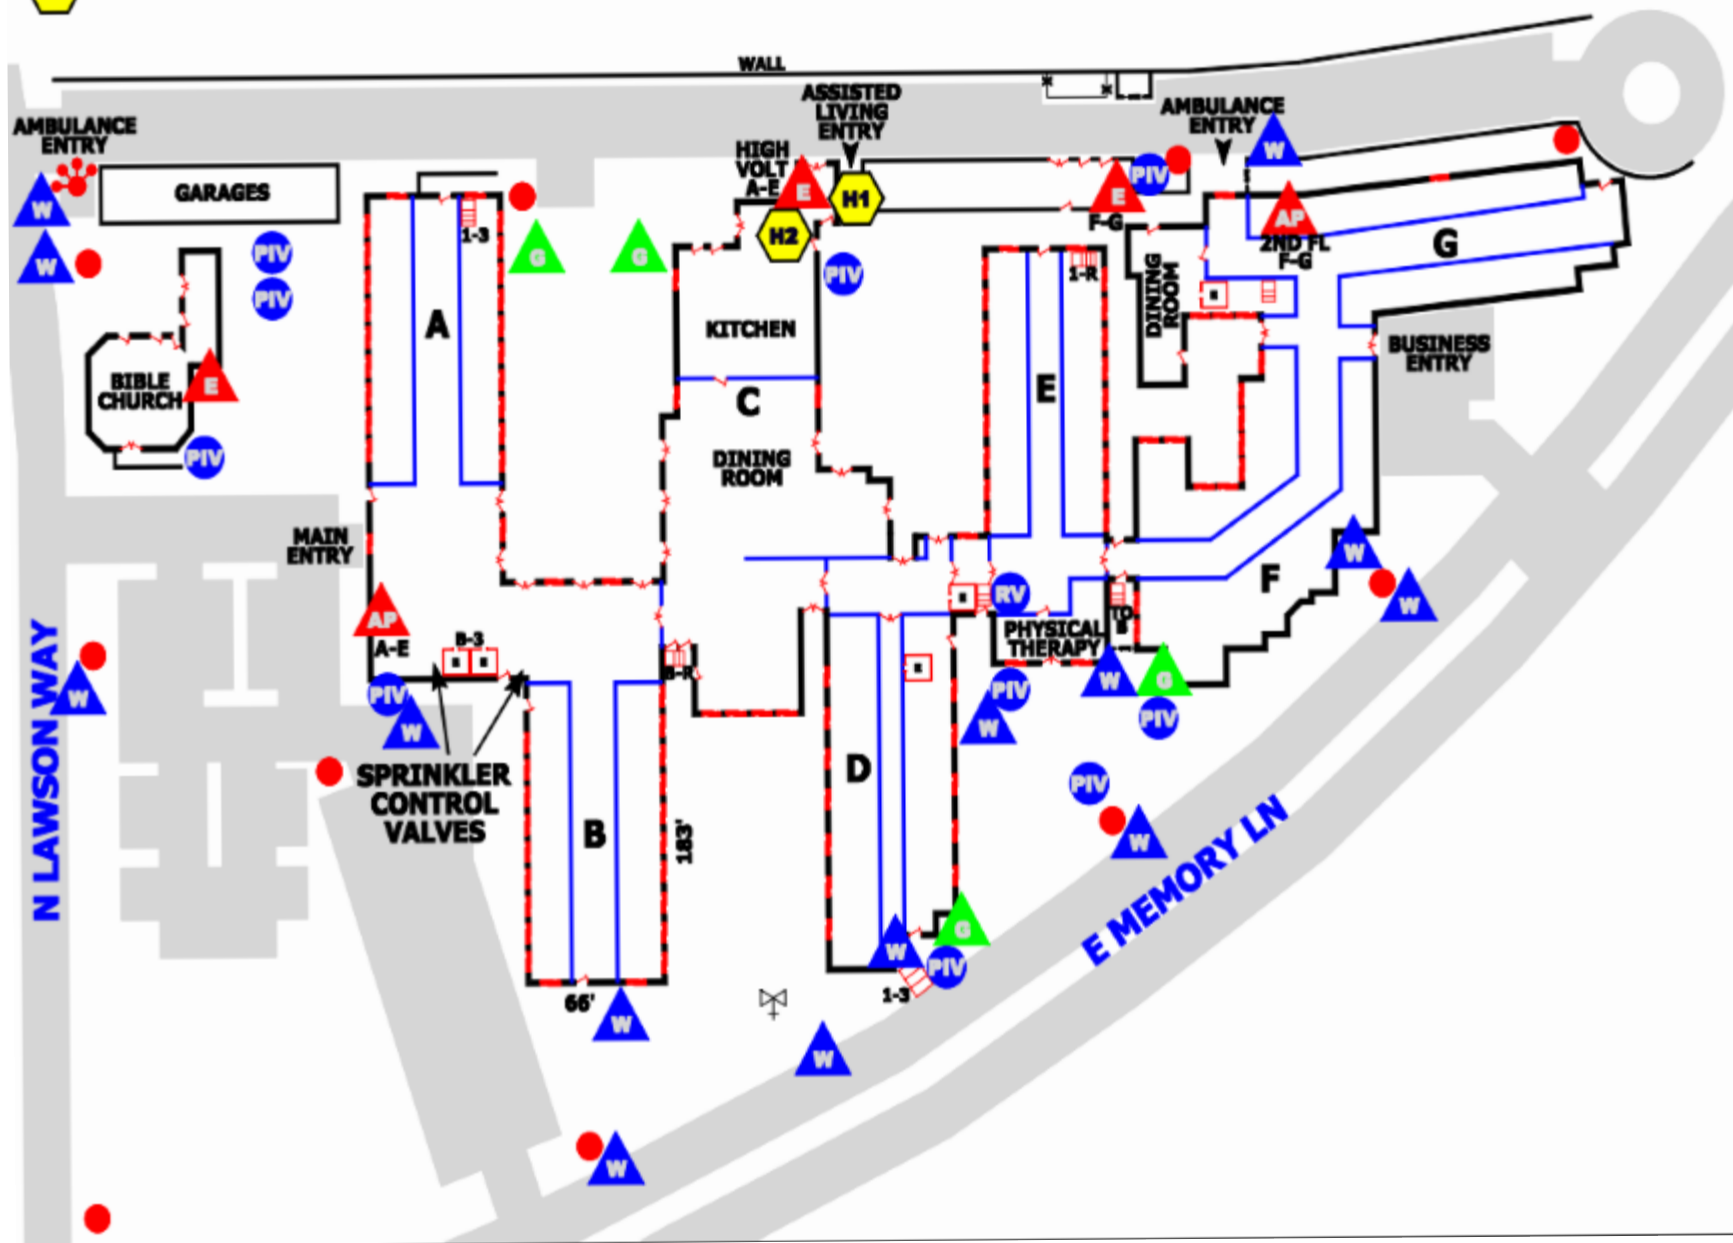 WALL
ASSISTED
LIVING
ENTRY
AMBULANCE
ENTRY
AMBULANCE
ENTRY
W
HIGH
VOLT
A-E
E
H1
PIV
E
F-G
GARAGES
W
W
1-3
H2
AP
2ND FL
F-G
G
PIV
PIV
G
G
PIV
1-R
DINING
ROOM
A
KITCHEN
BUSINESS
ENTRY
BIBLE
CHURCH
E
C
E
PIV
DINING
ROOM
MAIN
ENTRY
W
F
W
RV
AP
A-E
B-3
B-R
PHYSICAL
THERAPY
TO
B
W
G
PIV
W
PIV
W
PIV
W
N LAWSON WAY
SPRINKLER
CONTROL
VALVES
D
PIV
B
183'
W
E MEMORY LN
W
G
PIV
1-3
66'
W
W
W